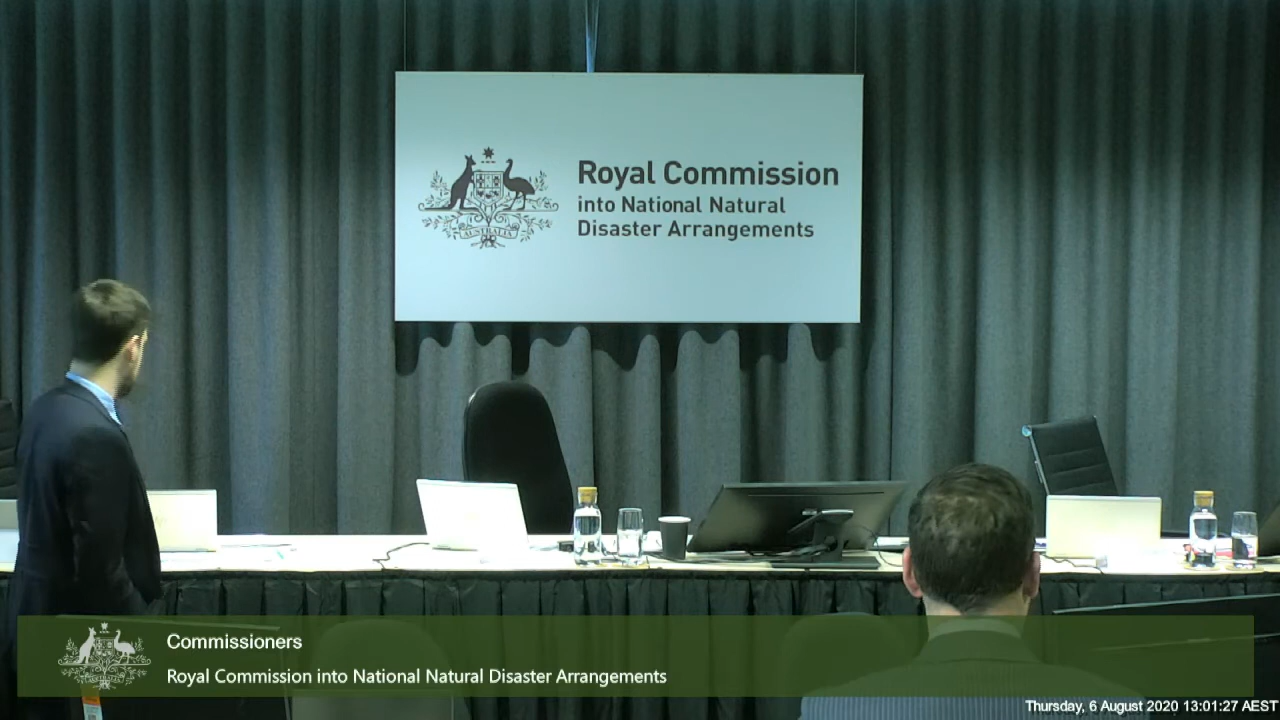 Royal Commission
into National Natural
Disaster Arrangements
AUSTRALIA
Commissioners
Royal Commission into National Natural Disaster Arrangements
Thursday, 6 August 2020 13:01:27 AEST